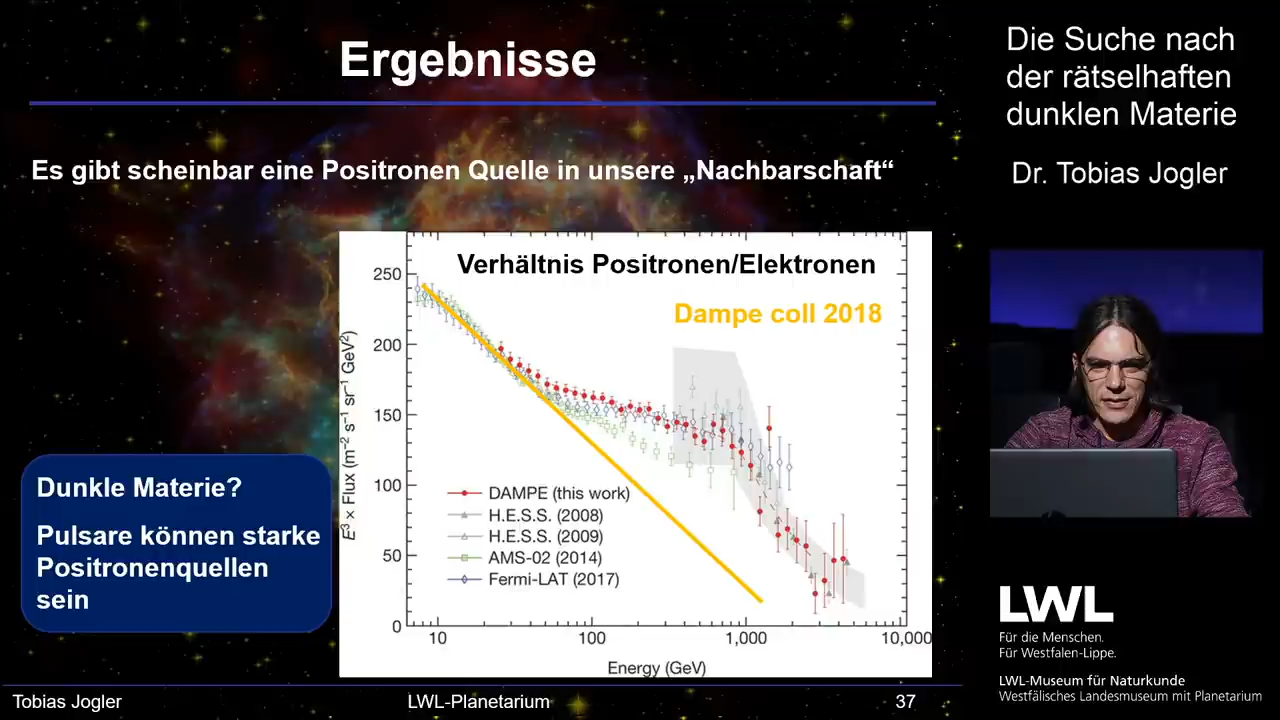 Ergebnisse
Es gibt scheinbar eine Positronen Quelle in unsere „Nachbarschaft“
Verhältnis Positronen/Elektronen
Dampe coll 2018
250
200
150
100
50
0
E³ × Flux (m⁻² s⁻¹ sr⁻¹ GeV²)
DAMPE (this work)
H.E.S.S. (2008)
H.E.S.S. (2009)
AMS-02 (2014)
Fermi-LAT (2017)
10
100
1,000
10,000
Energy (GeV)
Dunkle Materie?
Pulsare können starke
Positronenquellen
sein
Tobias Jogler
LWL-Planetarium
37
Die Suche nach
der rätselhaften
dunklen Materie
Dr. Tobias Jogler
LWL
Für die Menschen.
Für Westfalen-Lippe.
LWL-Museum für Naturkunde
Westfälisches Landesmuseum mit Planetarium